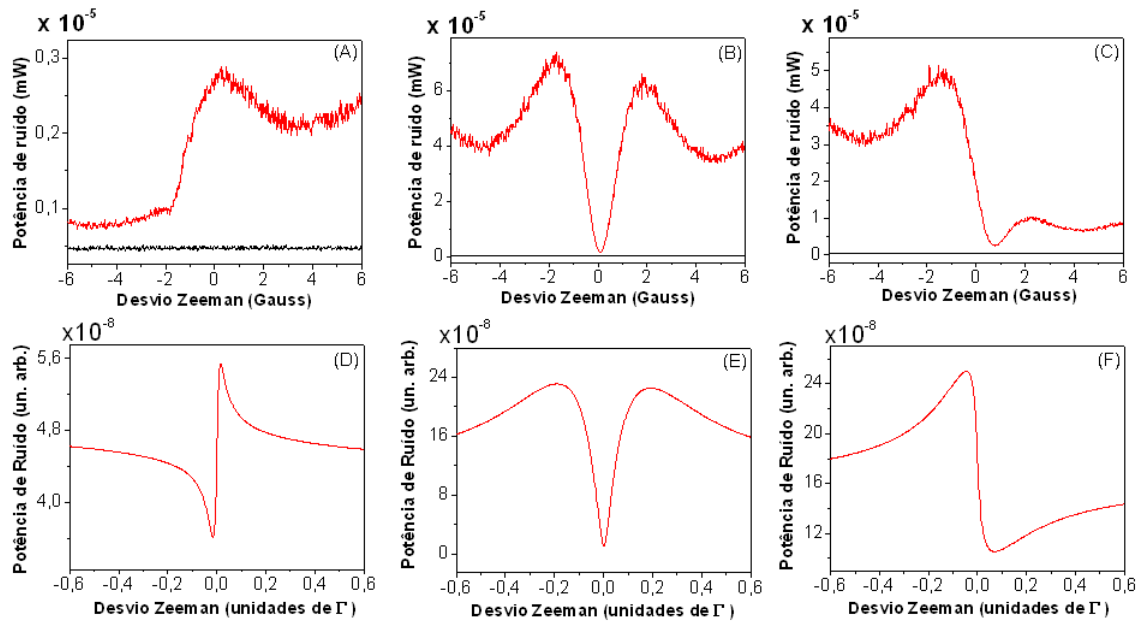 x 10⁻⁵
(A)
Potência de ruído (mW)
0,3
0,2
0,1
-6 -4 -2 0 2 4 6
Desvio Zeeman (Gauss)
x 10⁻⁵
(B)
Potência de ruído (mW)
6
4
2
0
-6 -4 -2 0 2 4 6
Desvio Zeeman (Gauss)
x 10⁻⁵
(C)
Potência de ruído (mW)
5
4
3
2
1
0
-6 -4 -2 0 2 4 6
Desvio Zeeman (Gauss)
x10⁻⁸
(D)
Potência de Ruído (un. arb.)
5,6
4,8
4,0
-0,6 -0,4 -0,2 0,0 0,2 0,4 0,6
Desvio Zeeman (unidades de Γ)
x10⁻⁸
(E)
Potência de Ruído (un. arb.)
24
16
8
0
-0,6 -0,4 -0,2 0,0 0,2 0,4 0,6
Desvio Zeeman (unidades de Γ)
x10⁻⁸
(F)
Potência de Ruído (un. arb.)
28
24
20
16
12
-0,6 -0,4 -0,2 0,0 0,2 0,4 0,6
Desvio Zeeman (unidades de Γ)